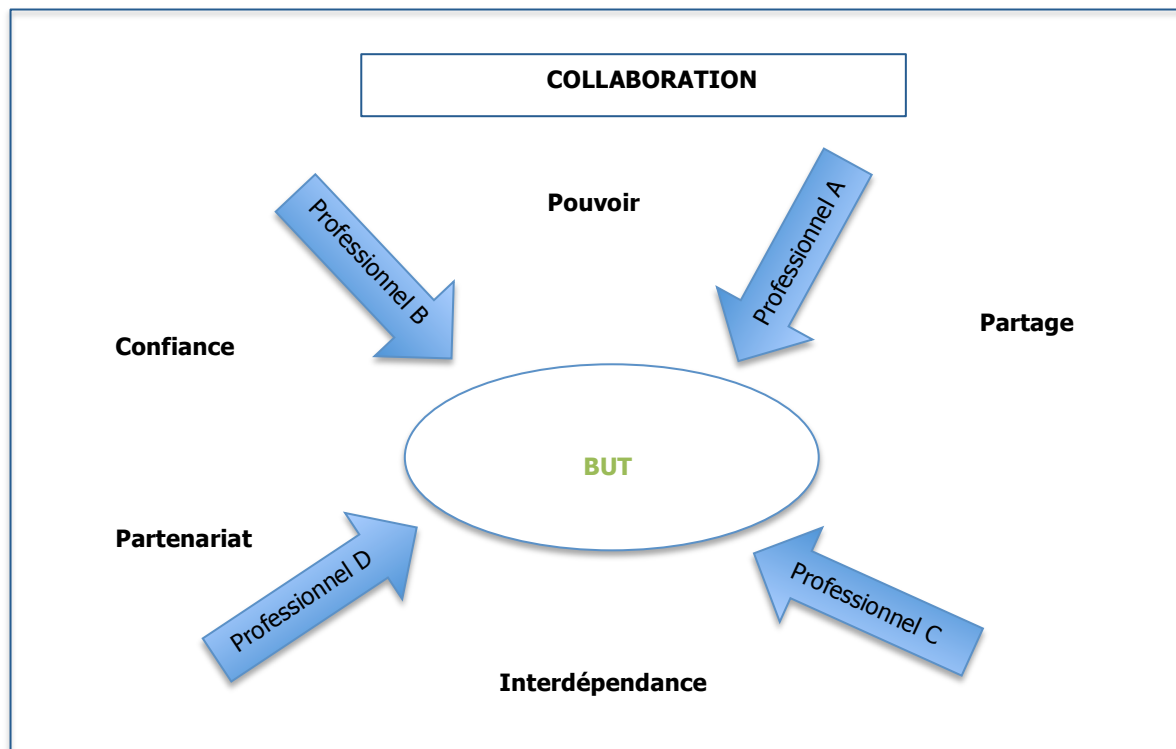 COLLABORATION
Pouvoir
Professionnel B
Professionnel A
Confiance
Partage
BUT
Partenariat
Professionnel D
Professionnel C
Interdépendance